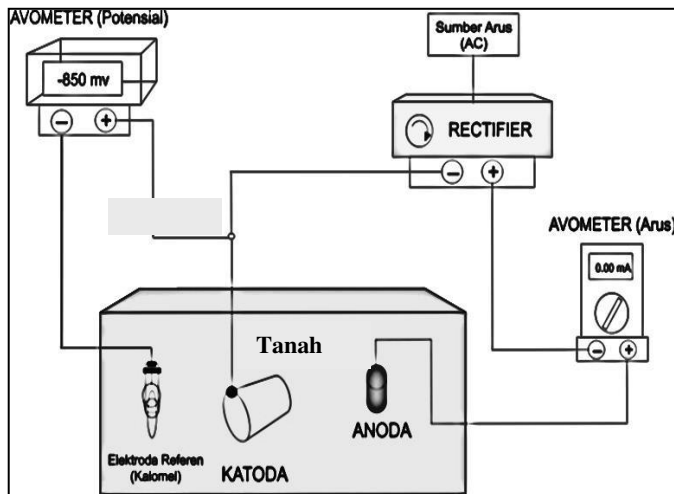 AVOMETER (Potensial)
-850 mv
− +
Sumber Arus
(AC)
RECTIFIER
− +
AVOMETER (Arus)
0.00 mA
− +
Tanah
Elektroda Referen
(Kalomel)
KATODA
ANODA